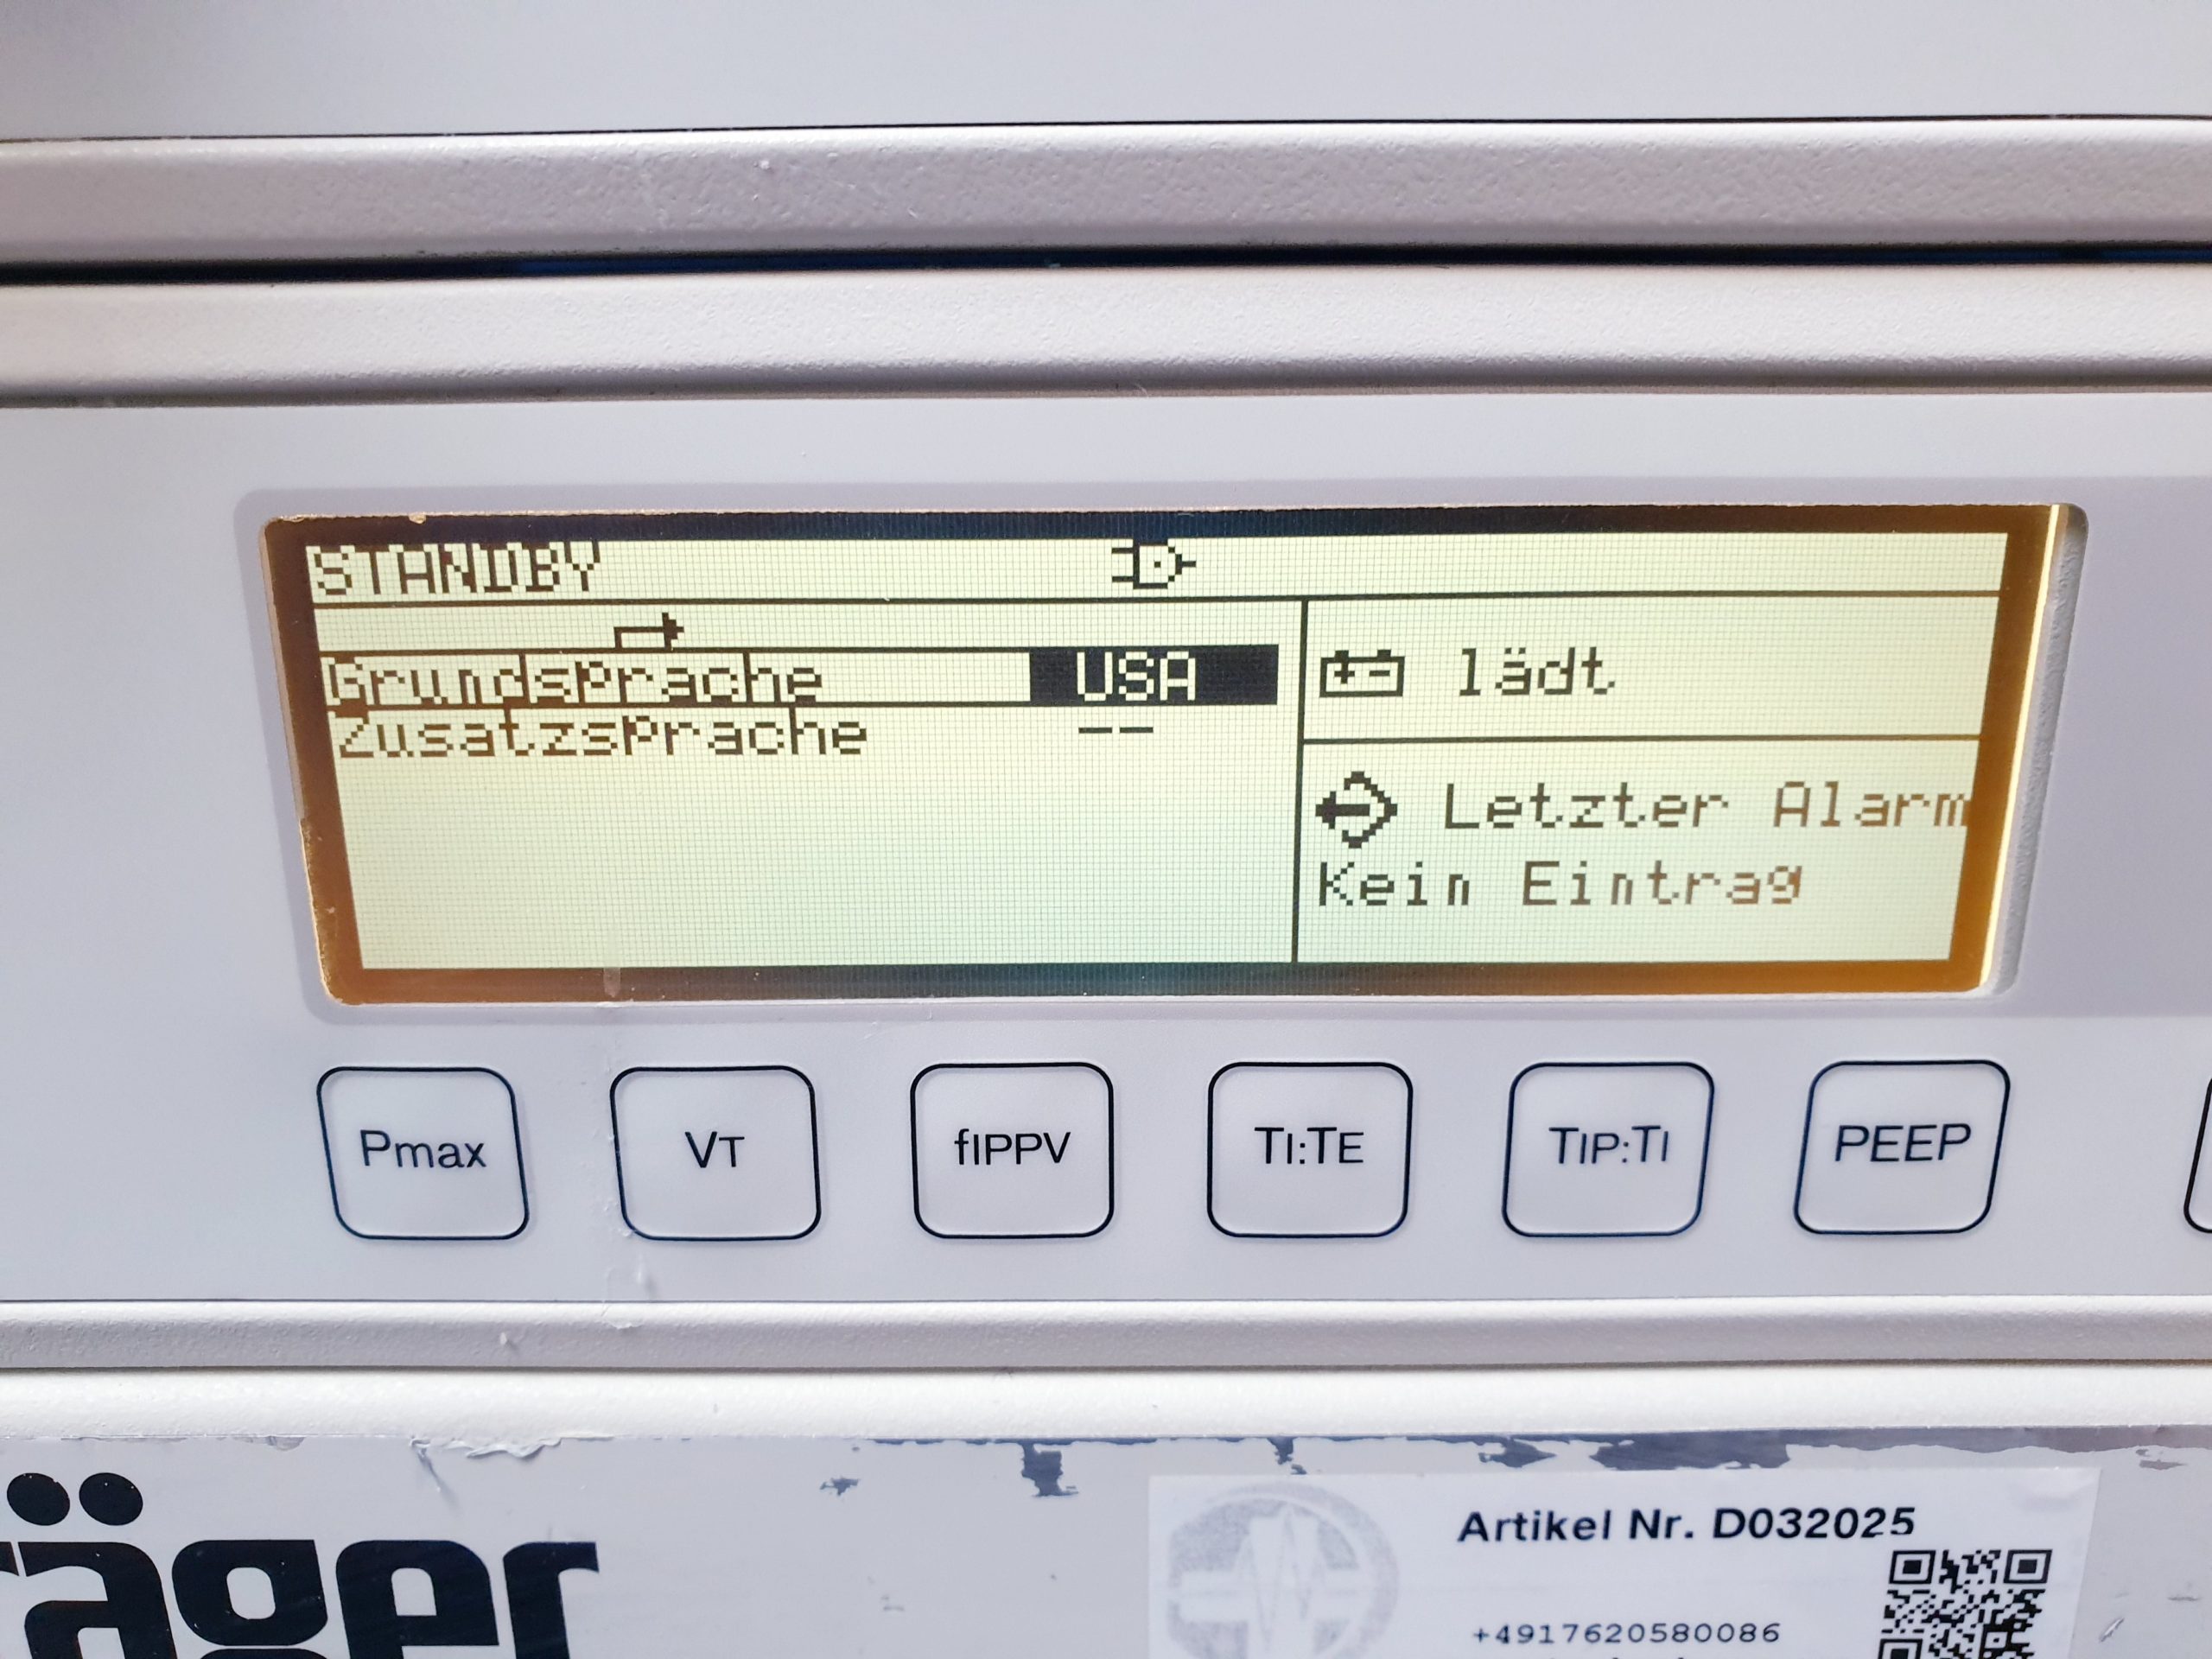 STANDBY
Grundsprache USA
Zusatzsprache --
lädt
Letzter Alarm
Kein Eintrag
Pmax
VT
fIPPV
TI:TE
TIP:TI
PEEP
räger
Artikel Nr. D032025
+4917620580086